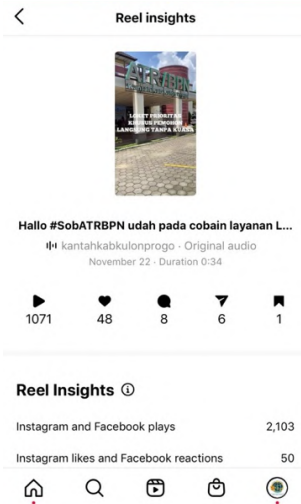 Reel insights
ATR/BPN
LOKET PRIORITAS
KHUSUS PEMOHON
LANGSUNG TANPA KUASA
Hallo #SobATRBPN udah pada cobain layanan L...
kantahkabkulonprogo · Original audio
November 22 · Duration 0:34
1071 48 8 6 1
Reel Insights
Instagram and Facebook plays 2,103
Instagram likes and Facebook reactions 50